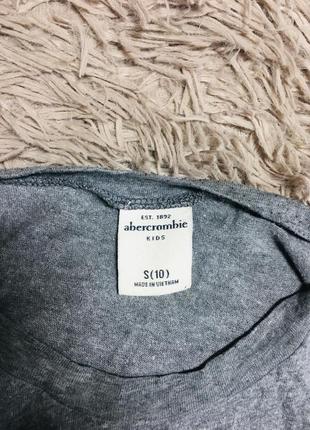 EST. 1892
abercrombie
KIDS
S(10)
MADE IN VIETNAM